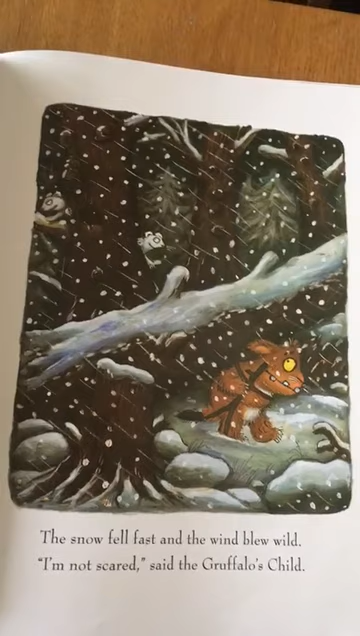 The snow fell fast and the wind blew wild.
“I’m not scared,” said the Gruffalo’s Child.